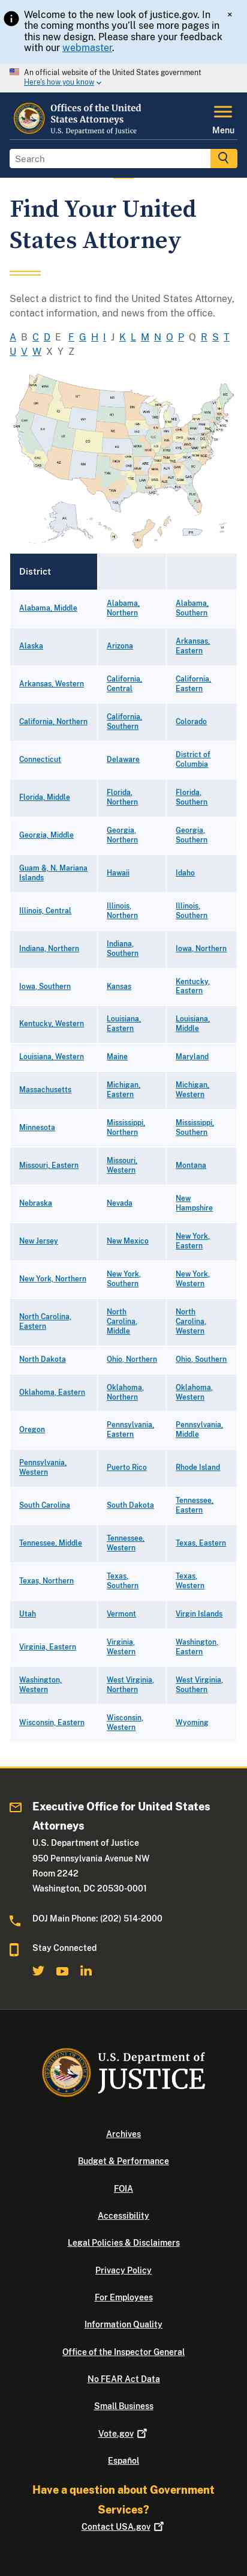 Welcome to the new look of justice.gov. In
the coming months you'll see more pages in
this new design. Please share your feedback
with our webmaster.
×
An official website of the United States government
Here's how you know
Offices of the United
States Attorneys
U.S. Department of Justice
Menu
Search
Find Your United
States Attorney
Select a district to find the United States Attorney,
contact information, and press from the office.
A B C D E F G H I J K L M N O P Q R S T
U V W X Y Z
District
Alabama, Middle
Alabama, Northern
Alabama, Southern
Alaska
Arizona
Arkansas, Eastern
Arkansas, Western
California, Central
California, Eastern
California, Northern
California, Southern
Colorado
Connecticut
Delaware
District of Columbia
Florida, Middle
Florida, Northern
Florida, Southern
Georgia, Middle
Georgia, Northern
Georgia, Southern
Guam &, N. Mariana Islands
Hawaii
Idaho
Illinois, Central
Illinois, Northern
Illinois, Southern
Indiana, Northern
Indiana, Southern
Iowa, Northern
Iowa, Southern
Kansas
Kentucky, Eastern
Kentucky, Western
Louisiana, Eastern
Louisiana, Middle
Louisiana, Western
Maine
Maryland
Massachusetts
Michigan, Eastern
Michigan, Western
Minnesota
Mississippi, Northern
Mississippi, Southern
Missouri, Eastern
Missouri, Western
Montana
Nebraska
Nevada
New Hampshire
New Jersey
New Mexico
New York, Eastern
New York, Northern
New York, Southern
New York, Western
North Carolina, Eastern
North Carolina, Middle
North Carolina, Western
North Dakota
Ohio, Northern
Ohio, Southern
Oklahoma, Eastern
Oklahoma, Northern
Oklahoma, Western
Oregon
Pennsylvania, Eastern
Pennsylvania, Middle
Pennsylvania, Western
Puerto Rico
Rhode Island
South Carolina
South Dakota
Tennessee, Eastern
Tennessee, Middle
Tennessee, Western
Texas, Eastern
Texas, Northern
Texas, Southern
Texas, Western
Utah
Vermont
Virgin Islands
Virginia, Eastern
Virginia, Western
Washington, Eastern
Washington, Western
West Virginia, Northern
West Virginia, Southern
Wisconsin, Eastern
Wisconsin, Western
Wyoming
Executive Office for United States
Attorneys
U.S. Department of Justice
950 Pennsylvania Avenue NW
Room 2242
Washington, DC 20530-0001
DOJ Main Phone: (202) 514-2000
Stay Connected
U.S. Department of
JUSTICE
Archives
Budget & Performance
FOIA
Accessibility
Legal Policies & Disclaimers
Privacy Policy
For Employees
Information Quality
Office of the Inspector General
No FEAR Act Data
Small Business
Vote.gov
Español
Have a question about Government
Services?
Contact USA.gov